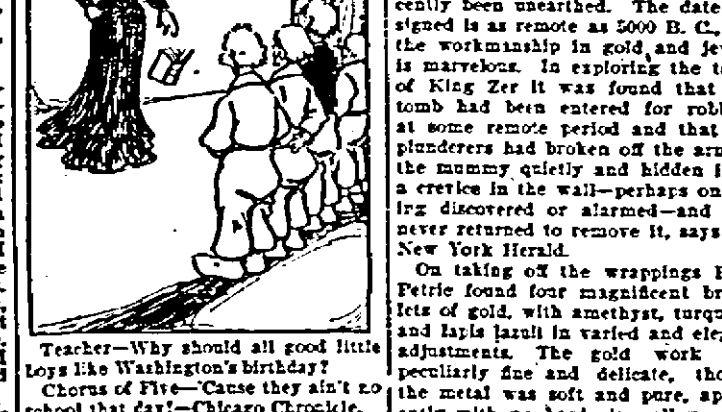 Teacher—Why should all good little
boys like Washington's birthday?
Chorus of Five—'Cause they ain't no
school that day!—Chicago Chronicle.
cently been unearthed. The date
signed is as remote as 5000 B. C.,
the workmanship in gold and je
is marvelous. In exploring the t
of King Zer it was found that
tomb had been entered for rob
at some remote period and that
plunderers had broken off the ar
the mummy quietly and hidden i
a crevice in the wall—perhaps on
ing discovered or alarmed—and
never returned to remove it, says
New York Herald.
On taking off the wrappings
Petrie found four magnificent br
lets of gold, with amethyst, turq
and lapis lazuli in varied and ele
adjustments. The gold work
peculiarly fine and delicate, tho
the metal was soft and pure, ap